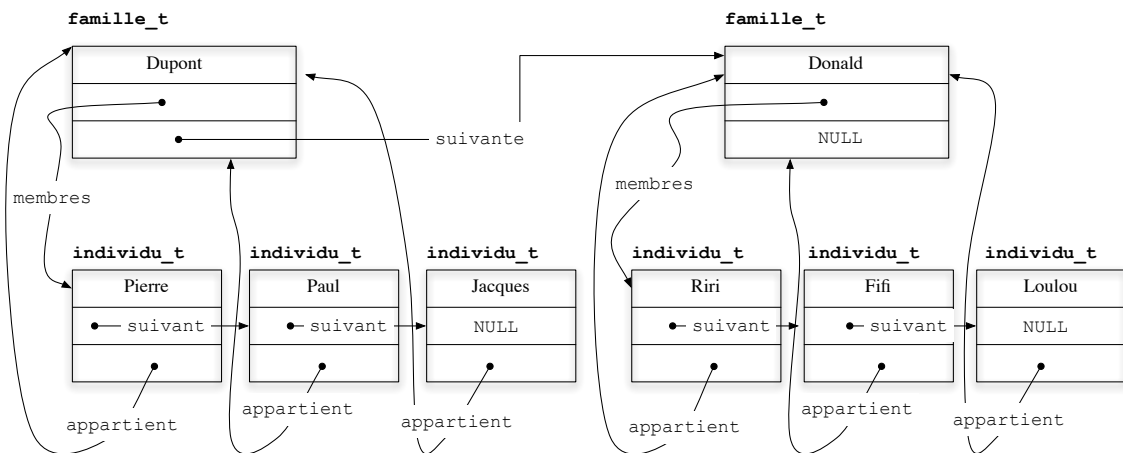 famille_t famille_t
Dupont Donald
suivante NULL
membres membres
individu_t individu_t individu_t individu_t individu_t individu_t
Pierre Paul Jacques Riri Fifi Loulou
suivant suivant NULL suivant suivant NULL
appartient appartient appartient appartient appartient appartient